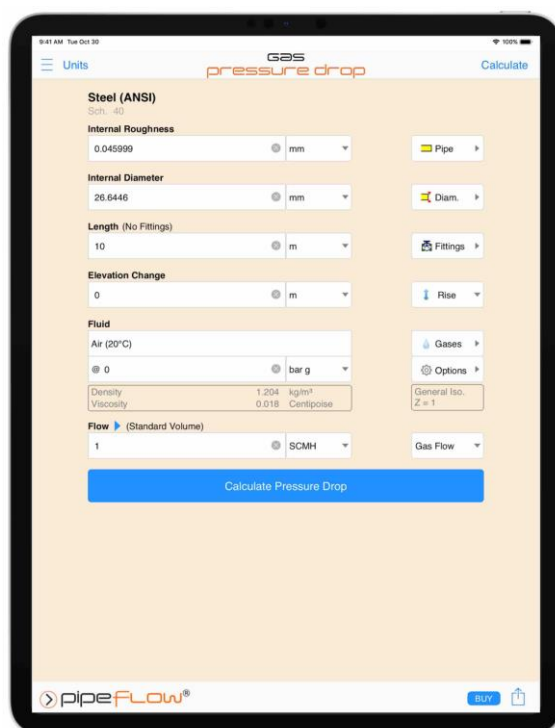 9:41 AM Tue Oct 30
100%
Units
Gas
pressure drop
Calculate
Steel (ANSI)
Sch. 40
Internal Roughness
0.045999 mm Pipe
Internal Diameter
26.6446 mm Diam.
Length (No Fittings)
10 m Fittings
Elevation Change
0 m Rise
Fluid
Air (20°C) Gases
@ 0 bar g Options
Density 1.204 kg/m³ General Iso.
Viscosity 0.018 Centipoise Z = 1
Flow (Standard Volume)
1 SCMH Gas Flow
Calculate Pressure Drop
pipeFLOW®
BUY